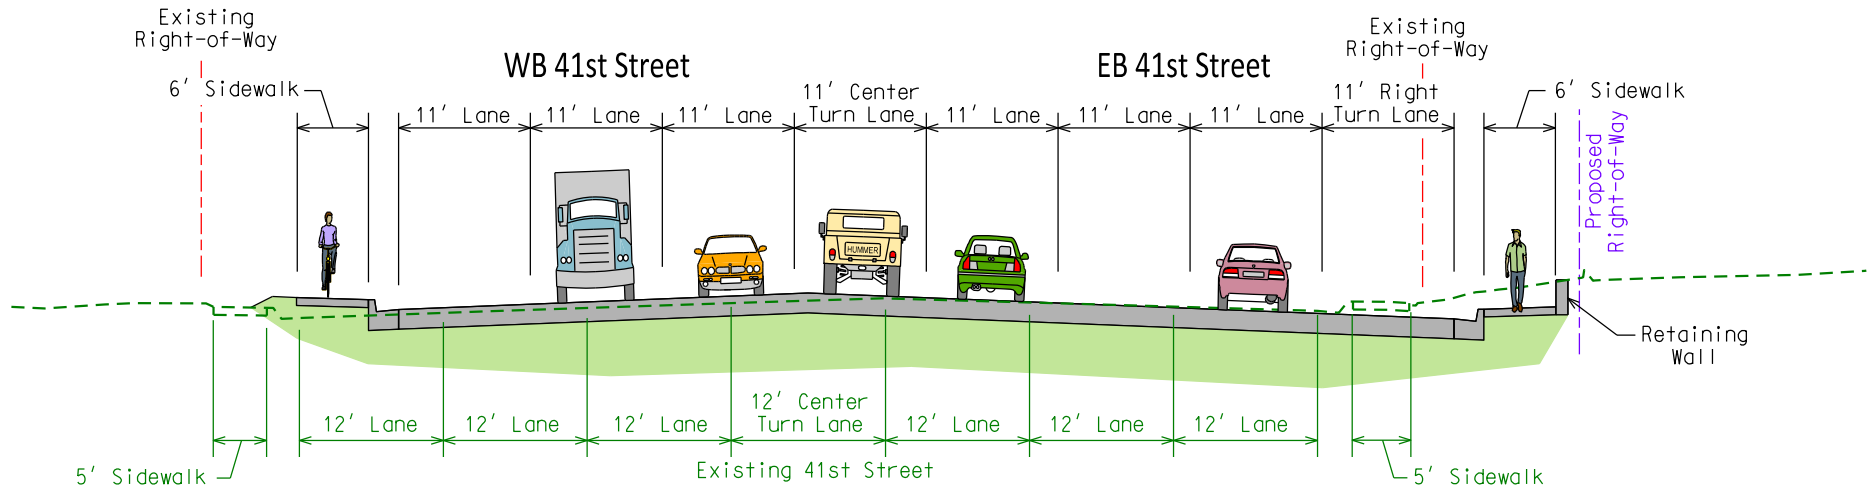 Existing
Right-of-Way
WB 41st Street
EB 41st Street
Existing
Right-of-Way
6' Sidewalk
11' Lane
11' Lane
11' Lane
11' Center
Turn Lane
11' Lane
11' Lane
11' Lane
11' Right
Turn Lane
6' Sidewalk
Proposed
Right-of-Way
HUMMER
Retaining
Wall
12' Lane
12' Lane
12' Lane
12' Center
Turn Lane
12' Lane
12' Lane
12' Lane
5' Sidewalk
Existing 41st Street
5' Sidewalk